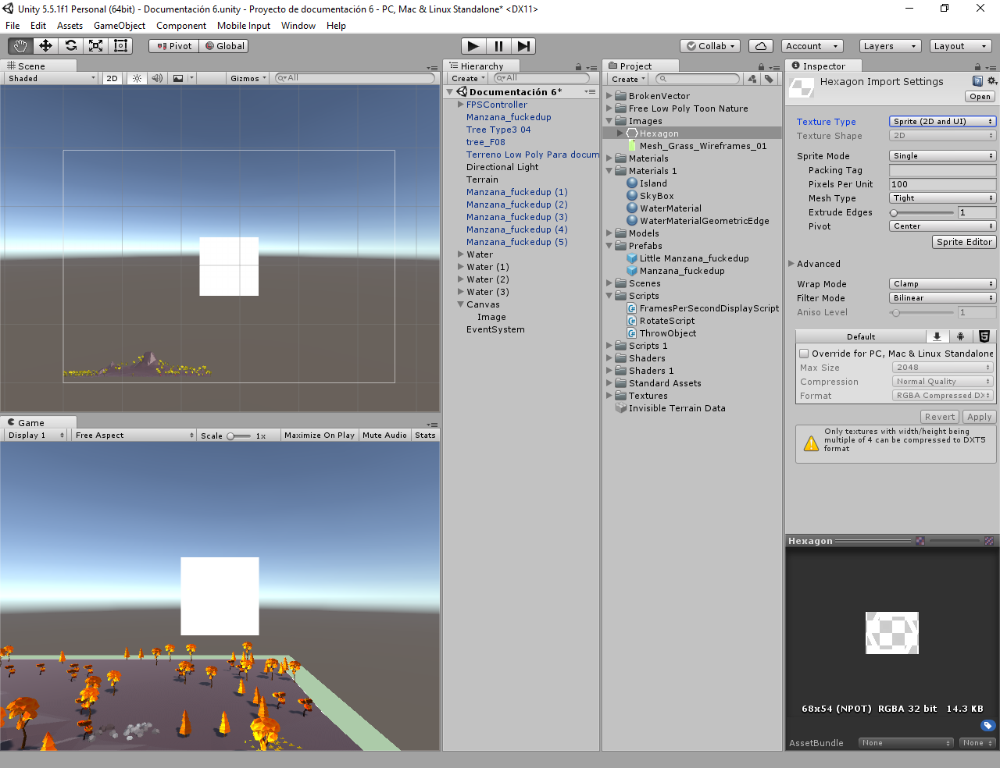 Unity 5.5.1f1 Personal (64bit) - Documentación 6.unity - Proyecto de documentación 6 - PC, Mac & Linux Standalone* <DX11>
File Edit Assets GameObject Component Mobile Input Window Help
Pivot Global Collab Account Layers Layout
Scene
Shaded 2D Gizmos All
Hierarchy
Create All
Documentación 6*
FPSController
Manzana_fuckedup
Tree Type3 04
tree_F08
Terreno Low Poly Para docum
Directional Light
Terrain
Manzana_fuckedup (1)
Manzana_fuckedup (2)
Manzana_fuckedup (3)
Manzana_fuckedup (4)
Manzana_fuckedup (5)
Water
Water (1)
Water (2)
Water (3)
Canvas
Image
EventSystem
Project
Create
BrokenVector
Free Low Poly Toon Nature
Images
Hexagon
Mesh_Grass_Wireframes_01
Materials
Materials 1
Island
SkyBox
WaterMaterial
WaterMaterialGeometricEdge
Models
Prefabs
Little Manzana_fuckedup
Manzana_fuckedup
Scenes
Scripts
FramesPerSecondDisplayScript
RotateScript
ThrowObject
Scripts 1
Shaders
Shaders 1
Standard Assets
Textures
Invisible Terrain Data
Inspector
Hexagon Import Settings
Open
Texture Type Sprite (2D and UI)
Texture Shape 2D
Sprite Mode Single
Packing Tag
Pixels Per Unit 100
Mesh Type Tight
Extrude Edges 1
Pivot Center
Sprite Editor
Advanced
Wrap Mode Clamp
Filter Mode Bilinear
Aniso Level 1
Default
Override for PC, Mac & Linux Standalone
Max Size 2048
Compression Normal Quality
Format RGBA Compressed DX
Revert Apply
Only textures with width/height being
multiple of 4 can be compressed to DXT5
format
Hexagon
68x54 (NPOT) RGBA 32 bit 14.3 KB
AssetBundle None None
Game
Display 1 Free Aspect Scale 1x Maximize On Play Mute Audio Stats